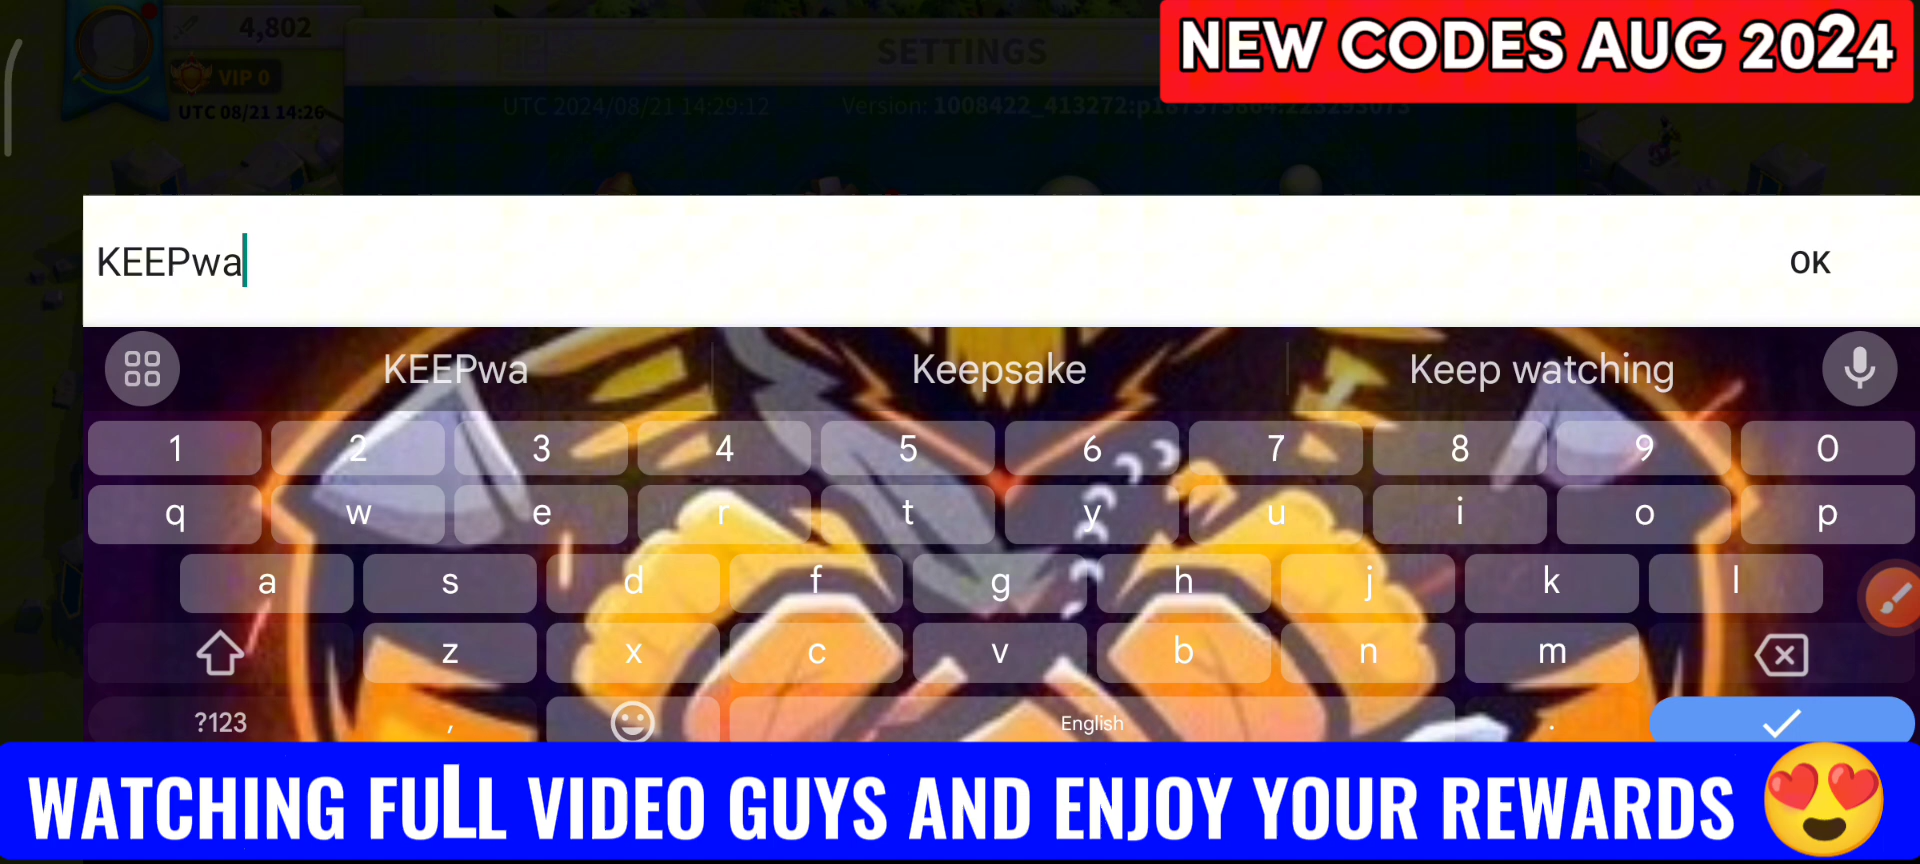 4,802
SETTINGS
NEW CODES AUG 2024
VIP 0
UTC 08/21 14:26
UTC 2024/08/21 14:29:12
Version: 1008422_413272:
KEEPwa
OK
KEEPwa
Keepsake
Keep watching
1 2 3 4 5 6 7 8 9 0
q w e r t y u i o p
a s d f g h j k l
z x c v b n m
?123 , English .
WATCHING FULL VIDEO GUYS AND ENJOY YOUR REWARDS